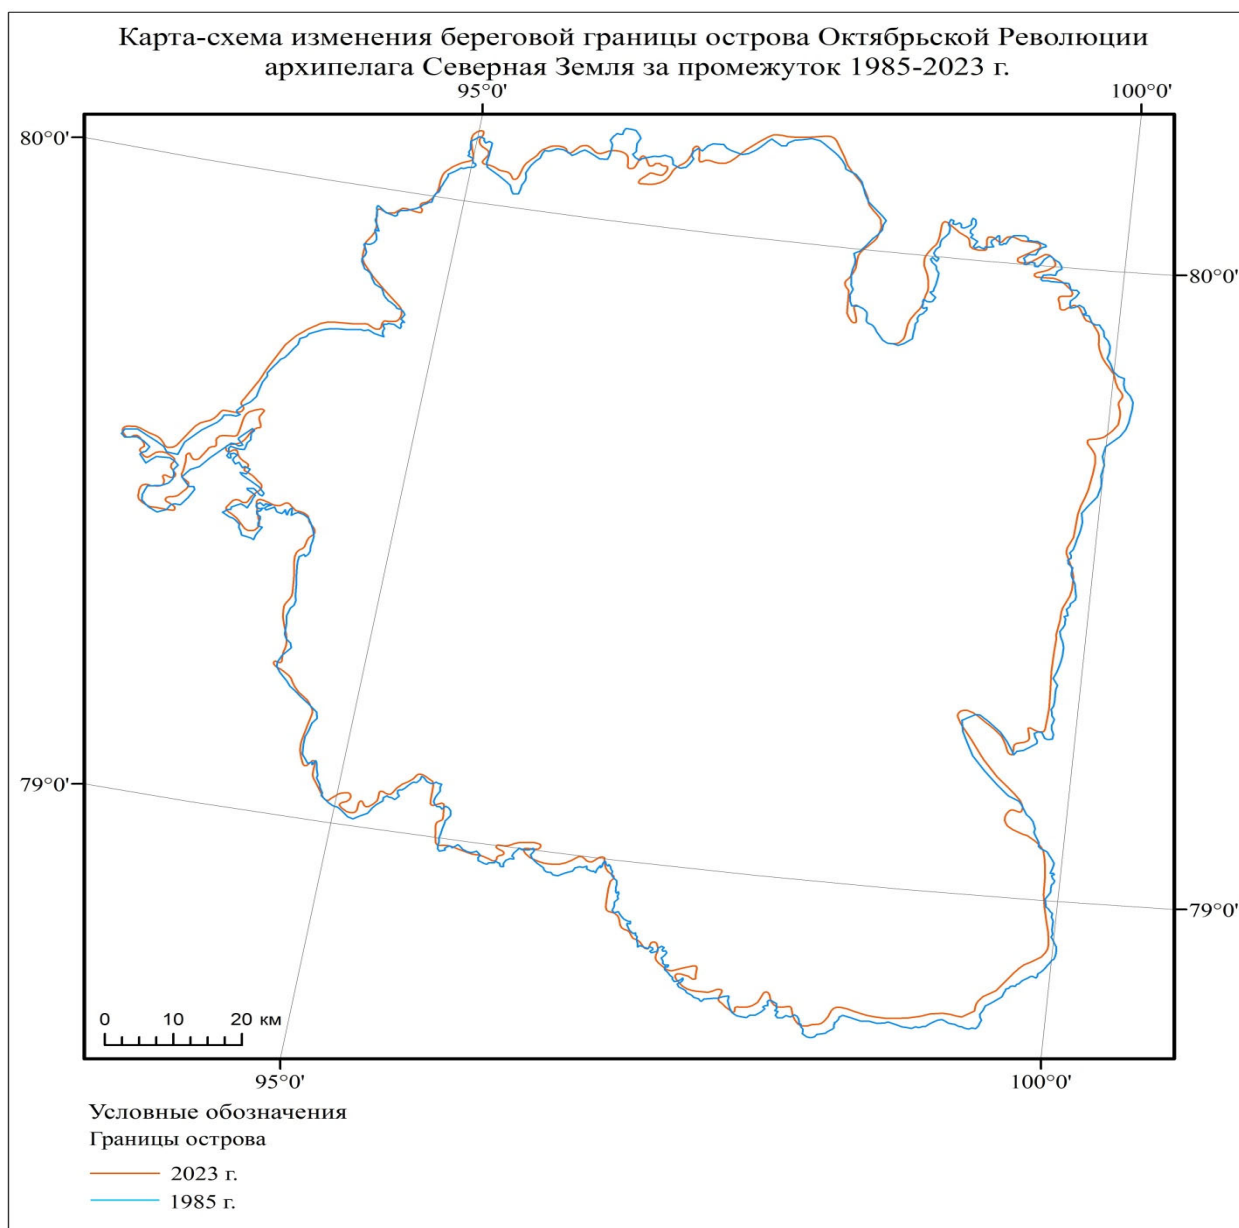 Карта-схема изменения береговой границы острова Октябрьской Революции
архипелага Северная Земля за промежуток 1985-2023 г.
95°0' 100°0'
80°0'
80°0'
79°0'
79°0'
0 10 20 км
95°0' 100°0'
Условные обозначения
Границы острова
2023 г.
1985 г.